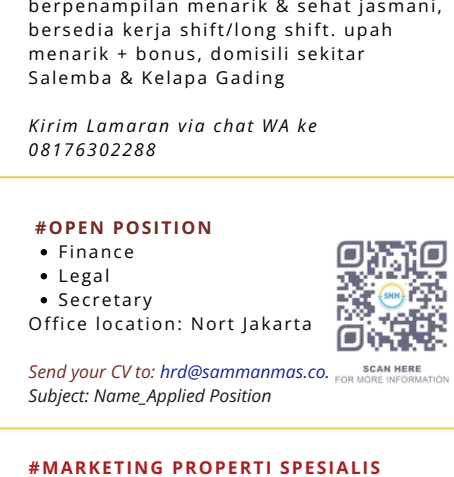 berpenampilan menarik & sehat jasmani,
bersedia kerja shift/long shift. upah
menarik + bonus, domisili sekitar
Salemba & Kelapa Gading
Kirim Lamaran via chat WA ke
08176302288
#OPEN POSITION
• Finance
• Legal
• Secretary
Office location: Nort Jakarta
SMM
Send your CV to: hrd@sammanmas.co.
Subject: Name_Applied Position
SCAN HERE
FOR MORE INFORMATION
#MARKETING PROPERTI SPESIALIS